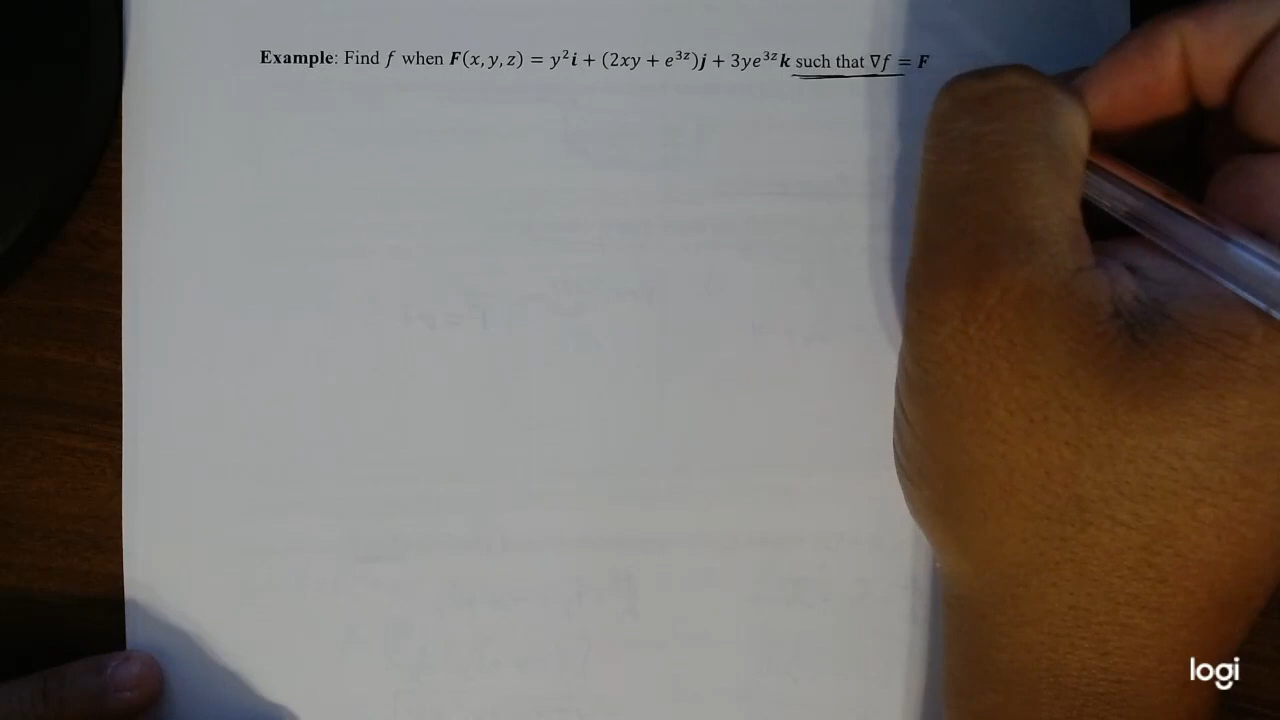 Example: Find f when F(x, y, z) = y²i + (2xy + e³ᶻ)j + 3ye³ᶻk such that ∇f = F
logi